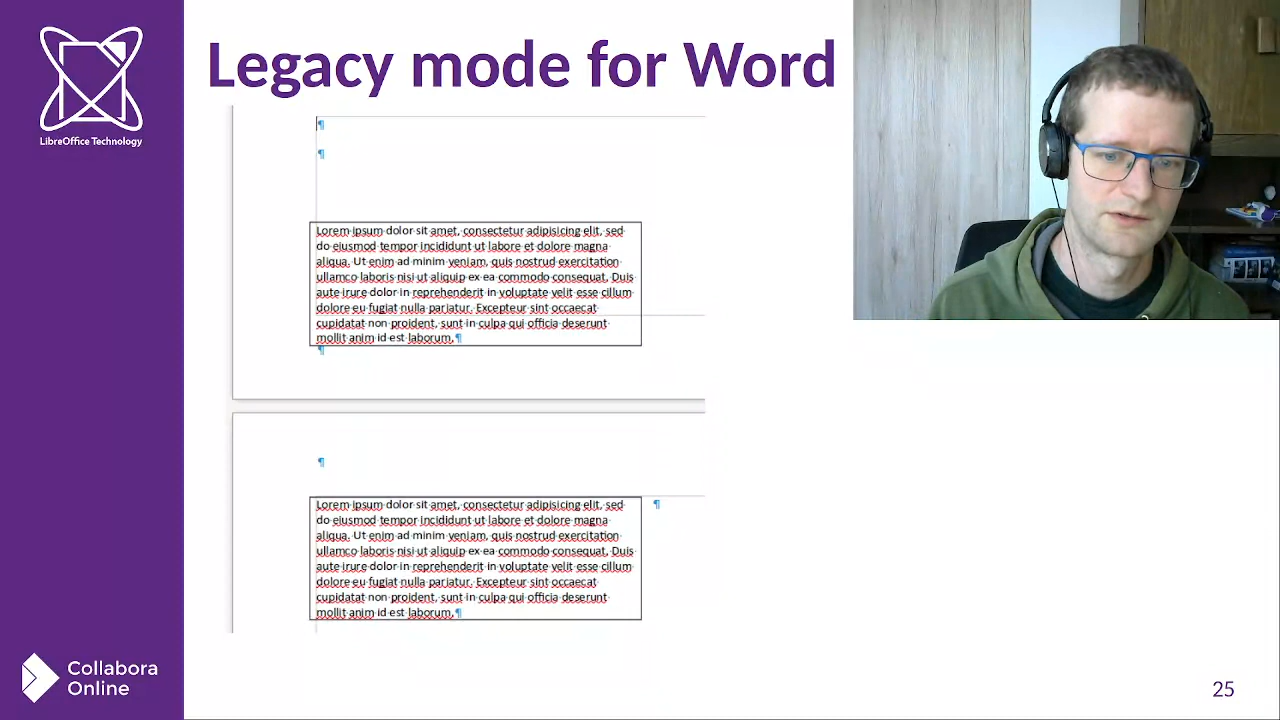 Legacy mode for Word
LibreOffice Technology
¶
¶
Lorem ipsum dolor sit amet, consectetur adipisicing elit, sed
do eiusmod tempor incididunt ut labore et dolore magna
aliqua. Ut enim ad minim veniam, quis nostrud exercitation
ullamco laboris nisi ut aliquip ex ea commodo consequat. Duis
aute irure dolor in reprehenderit in voluptate velit esse cillum
dolore eu fugiat nulla pariatur. Excepteur sint occaecat
cupidatat non proident, sunt in culpa qui officia deserunt
mollit anim id est laborum.¶
¶
¶
Lorem ipsum dolor sit amet, consectetur adipisicing elit, sed ¶
do eiusmod tempor incididunt ut labore et dolore magna
aliqua. Ut enim ad minim veniam, quis nostrud exercitation
ullamco laboris nisi ut aliquip ex ea commodo consequat. Duis
aute irure dolor in reprehenderit in voluptate velit esse cillum
dolore eu fugiat nulla pariatur. Excepteur sint occaecat
cupidatat non proident, sunt in culpa qui officia deserunt
mollit anim id est laborum.¶
Collabora
Online
25